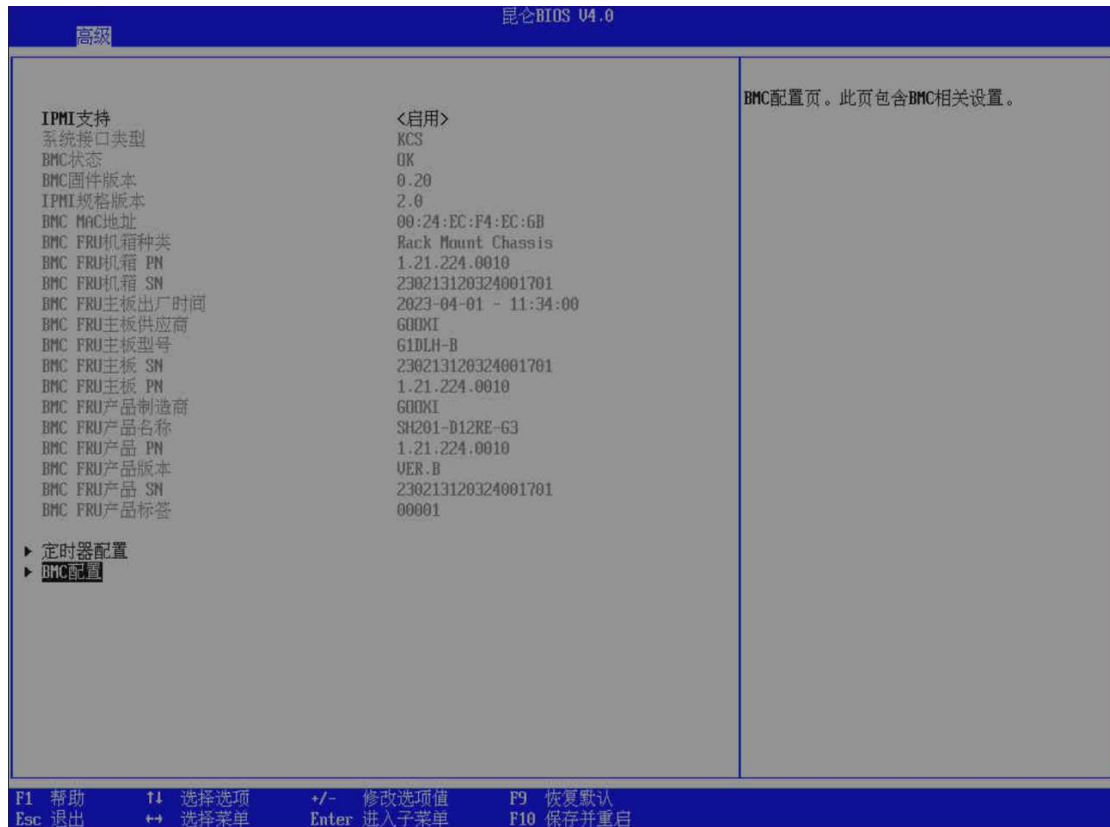 昆仑BIOS V4.0
高级
IPMI支持 <启用>
系统接口类型 KCS
BMC状态 OK
BMC固件版本 0.20
IPMI规格版本 2.0
BMC MAC地址 00:24:EC:F4:EC:6B
BMC FRU机箱种类 Rack Mount Chassis
BMC FRU机箱 PN 1.21.224.0010
BMC FRU机箱 SN 230213120324001701
BMC FRU主板出厂时间 2023-04-01 - 11:34:00
BMC FRU主板供应商 GOOXI
BMC FRU主板型号 G1DLH-B
BMC FRU主板 SN 230213120324001701
BMC FRU主板 PN 1.21.224.0010
BMC FRU产品制造商 GOOXI
BMC FRU产品名称 SH201-D12RE-G3
BMC FRU产品 PN 1.21.224.0010
BMC FRU产品版本 VER.B
BMC FRU产品 SN 230213120324001701
BMC FRU产品标签 00001
定时器配置
BMC配置
BMC配置页。此页包含BMC相关设置。
F1 帮助 ↑↓ 选择选项 +/- 修改选项值 F9 恢复默认
Esc 退出 ↔ 选择菜单 Enter 进入子菜单 F10 保存并重启